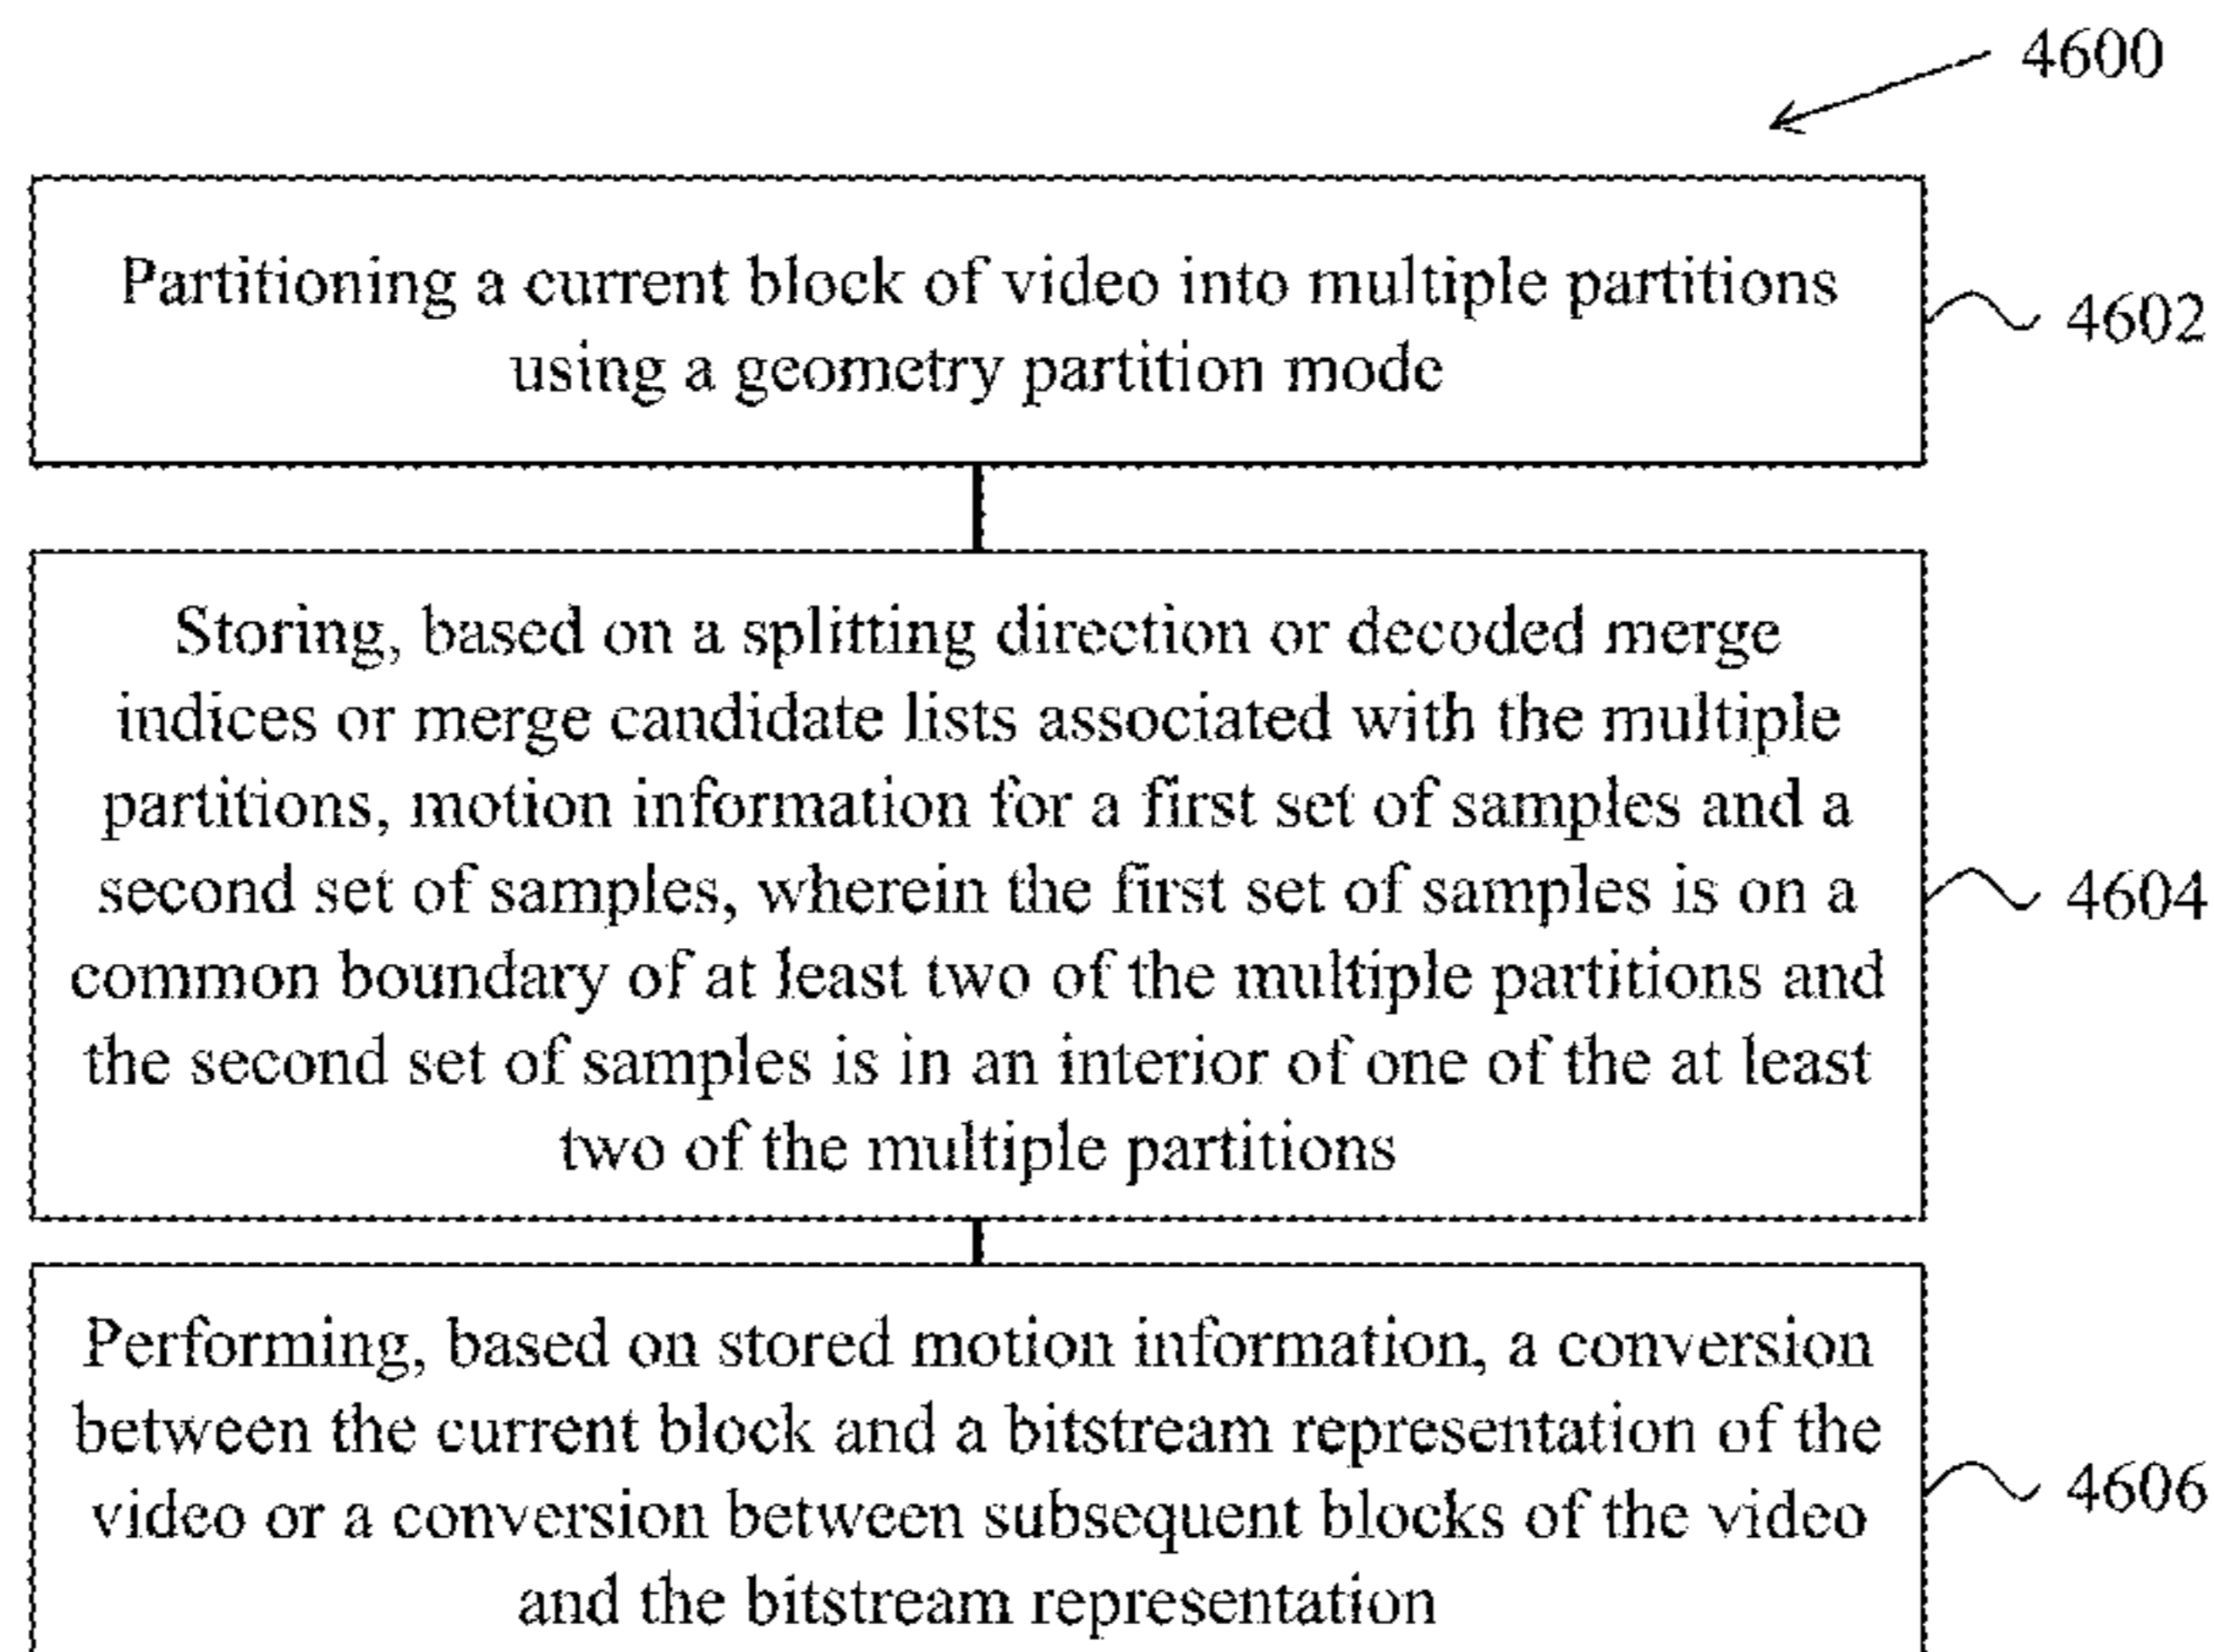 4600
Partitioning a current block of video into multiple partitions
using a geometry partition mode
4602
Storing, based on a splitting direction or decoded merge
indices or merge candidate lists associated with the multiple
partitions, motion information for a first set of samples and a
second set of samples, wherein the first set of samples is on a
common boundary of at least two of the multiple partitions and
the second set of samples is in an interior of one of the at least
two of the multiple partitions
4604
Performing, based on stored motion information, a conversion
between the current block and a bitstream representation of the
video or a conversion between subsequent blocks of the video
and the bitstream representation
4606